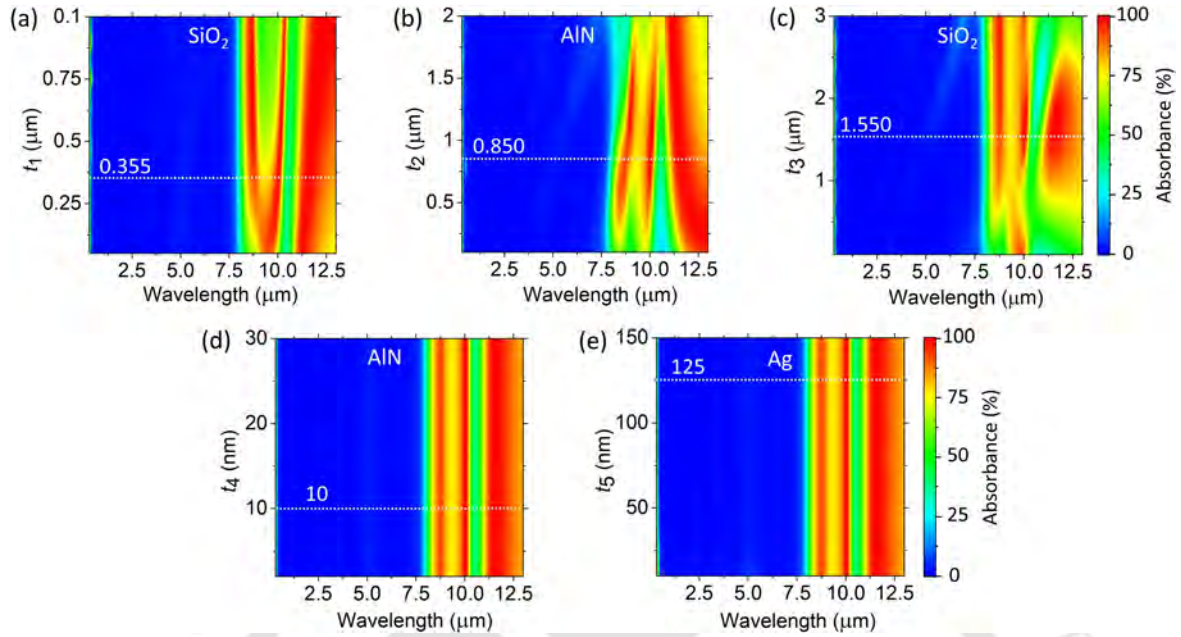 (a)
SiO2
0.1
0.75
0.5
0.25
t1 (μm)
0.355
2.5 5.0 7.5 10.0 12.5
Wavelength (μm)
(b)
AlN
2
1.5
1
0.5
t2 (μm)
0.850
2.5 5.0 7.5 10.0 12.5
Wavelength (μm)
(c)
SiO2
3
2
1
t3 (μm)
1.550
2.5 5.0 7.5 10.0 12.5
Wavelength (μm)
100
75
50
25
0
Absorbance (%)
(d)
AlN
30
20
10
t4 (nm)
10
2.5 5.0 7.5 10.0 12.5
Wavelength (μm)
(e)
Ag
150
100
50
t5 (nm)
125
2.5 5.0 7.5 10.0 12.5
Wavelength (μm)
100
75
50
25
0
Absorbance (%)